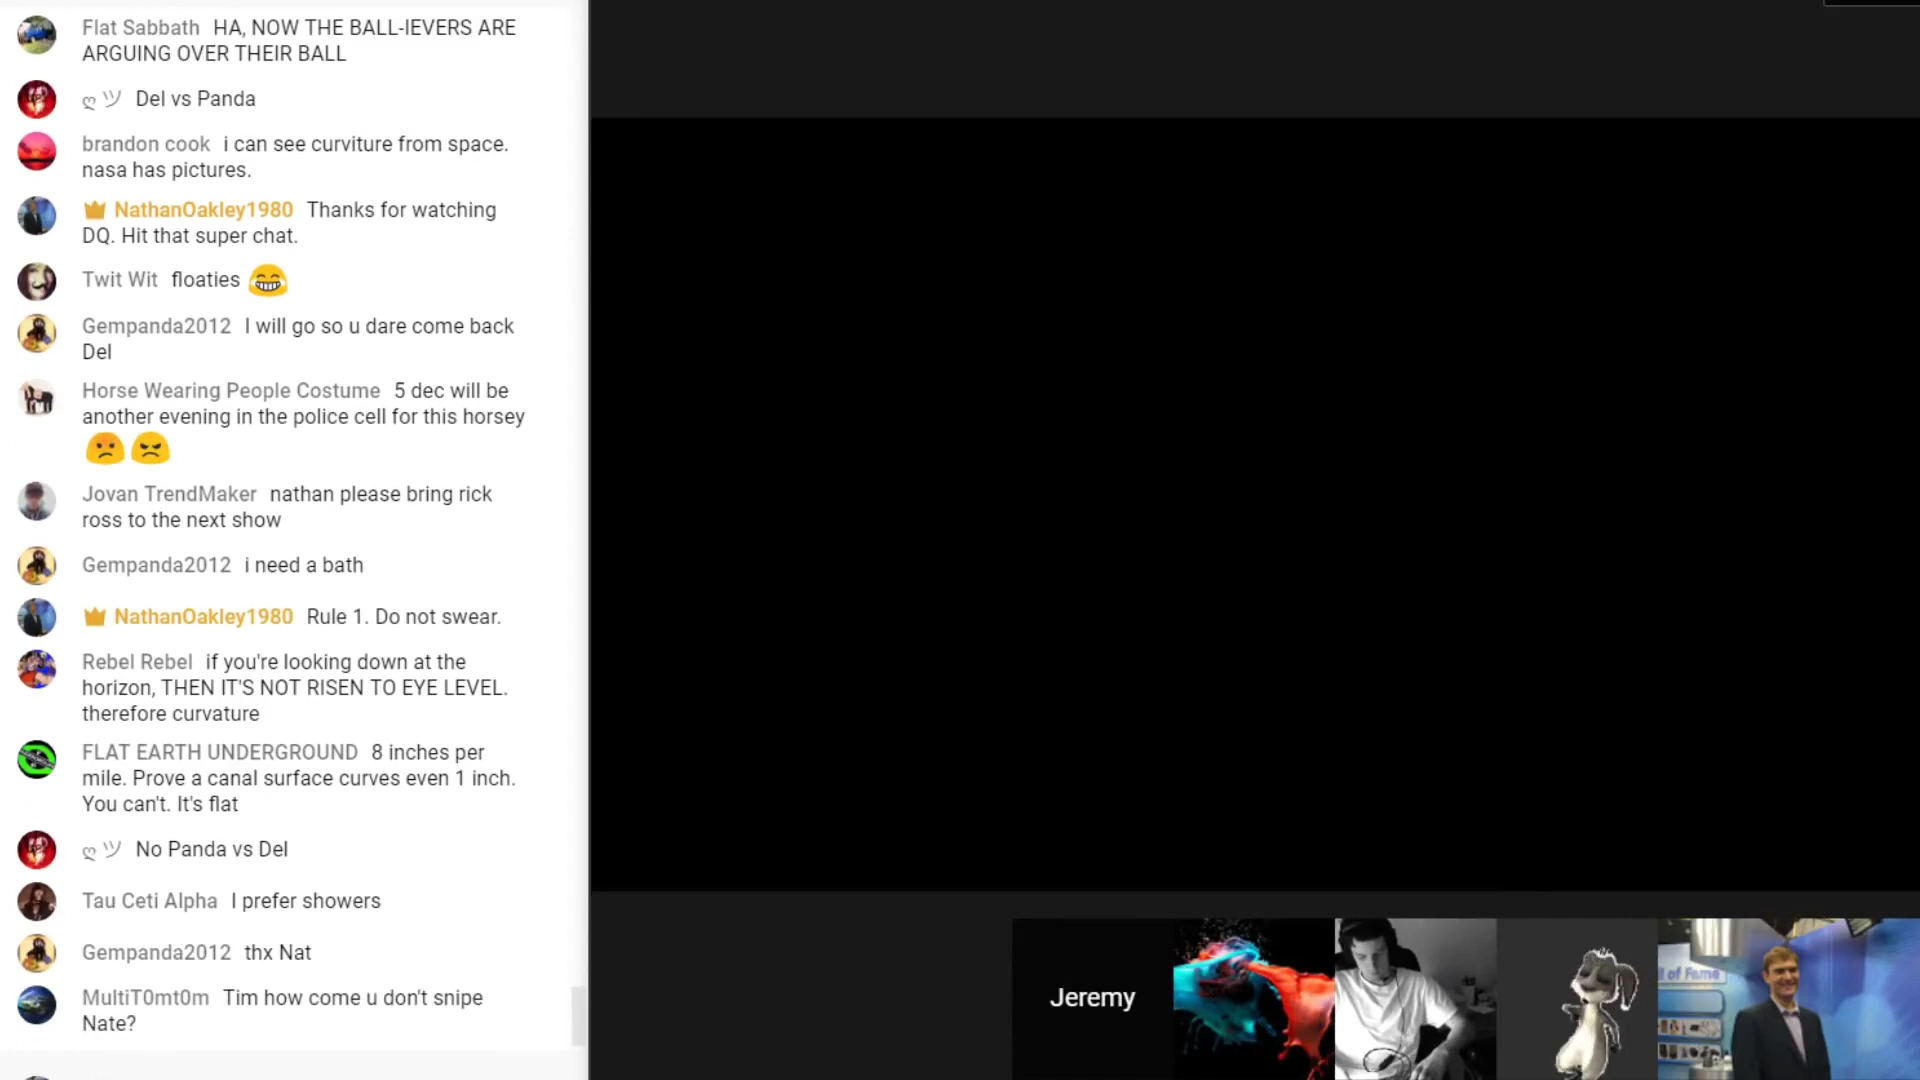 Flat Sabbath HA, NOW THE BALL-IEVERS ARE
ARGUING OVER THEIR BALL
ღ ツ Del vs Panda
brandon cook i can see curviture from space.
nasa has pictures.
NathanOakley1980 Thanks for watching
DQ. Hit that super chat.
Twit Wit floaties
Gempanda2012 I will go so u dare come back
Del
Horse Wearing People Costume 5 dec will be
another evening in the police cell for this horsey
Jovan TrendMaker nathan please bring rick
ross to the next show
Gempanda2012 i need a bath
NathanOakley1980 Rule 1. Do not swear.
Rebel Rebel if you're looking down at the
horizon, THEN IT'S NOT RISEN TO EYE LEVEL.
therefore curvature
FLAT EARTH UNDERGROUND 8 inches per
mile. Prove a canal surface curves even 1 inch.
You can't. It's flat
ღ ツ No Panda vs Del
Tau Ceti Alpha I prefer showers
Gempanda2012 thx Nat
MultiT0mt0m Tim how come u don't snipe
Nate?
Jeremy
of Fame